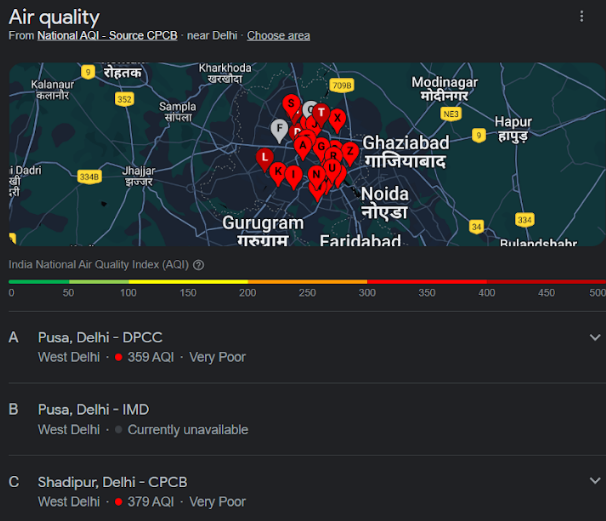 Air quality
From National AQI - Source CPCB · near Delhi · Choose area
Kharkhoda
खरखोदा
9
रोहतक
Kalanaur
कलानौर
352
Sampla
सांपला
709B
Modinagar
मोदीनगर
NE3
9
Hapur
हापुड़
S
T
X
F
A
G
R
Z
L
K
J
N
U
Ghaziabad
गाज़ियाबाद
Dadri
334B
Jhajjar
झज्जर
Noida
नोएडा
334
34
Gurugram
गुरुग्राम
Faridabad
Bulandshahr
India National Air Quality Index (AQI)
0 50 100 150 200 250 300 350 400 450 500
A Pusa, Delhi - DPCC
West Delhi · 359 AQI · Very Poor
B Pusa, Delhi - IMD
West Delhi · Currently unavailable
C Shadipur, Delhi - CPCB
West Delhi · 379 AQI · Very Poor